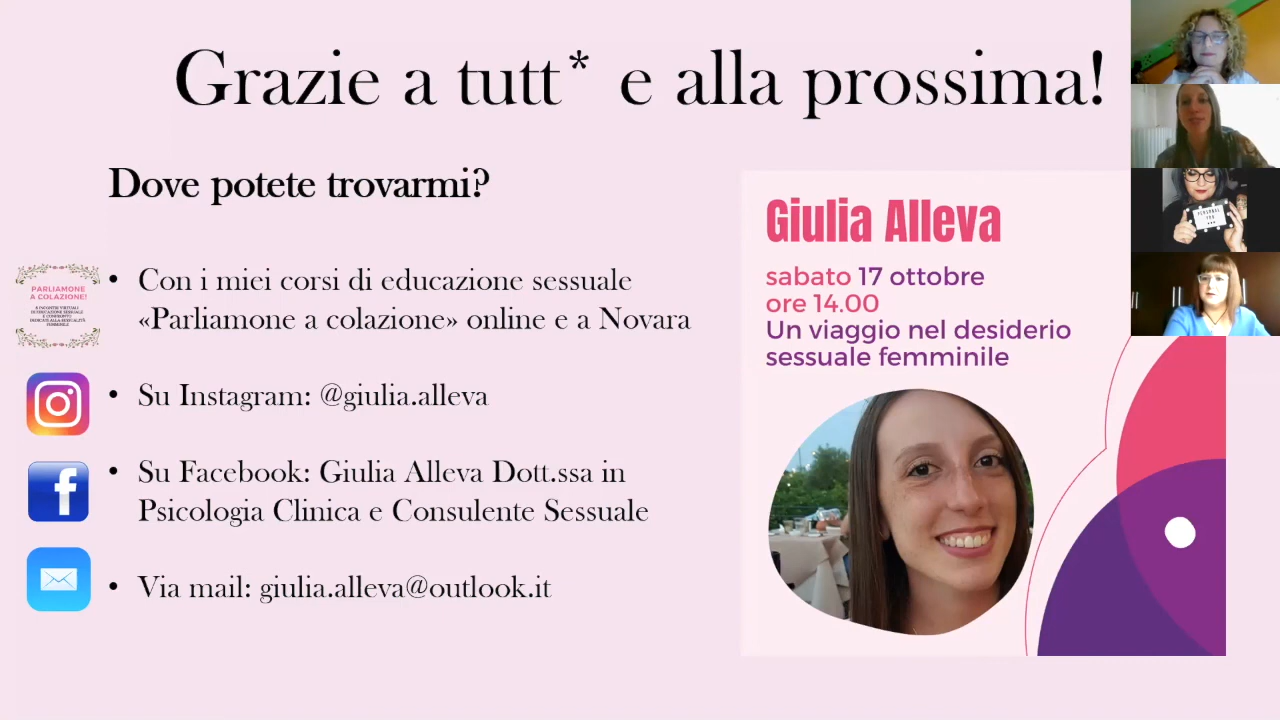 Grazie a tutt* e alla prossima!
Dove potete trovarmi?
PARLIAMONE
A COLAZIONE!
• Con i miei corsi di educazione sessuale
«Parliamone a colazione» online e a Novara
• Su Instagram: @giulia.alleva
• Su Facebook: Giulia Alleva Dott.ssa in
Psicologia Clinica e Consulente Sessuale
• Via mail: giulia.alleva@outlook.it
Giulia Alleva
sabato 17 ottobre
ore 14.00
Un viaggio nel desiderio
sessuale femminile
PERSONAL
FOR